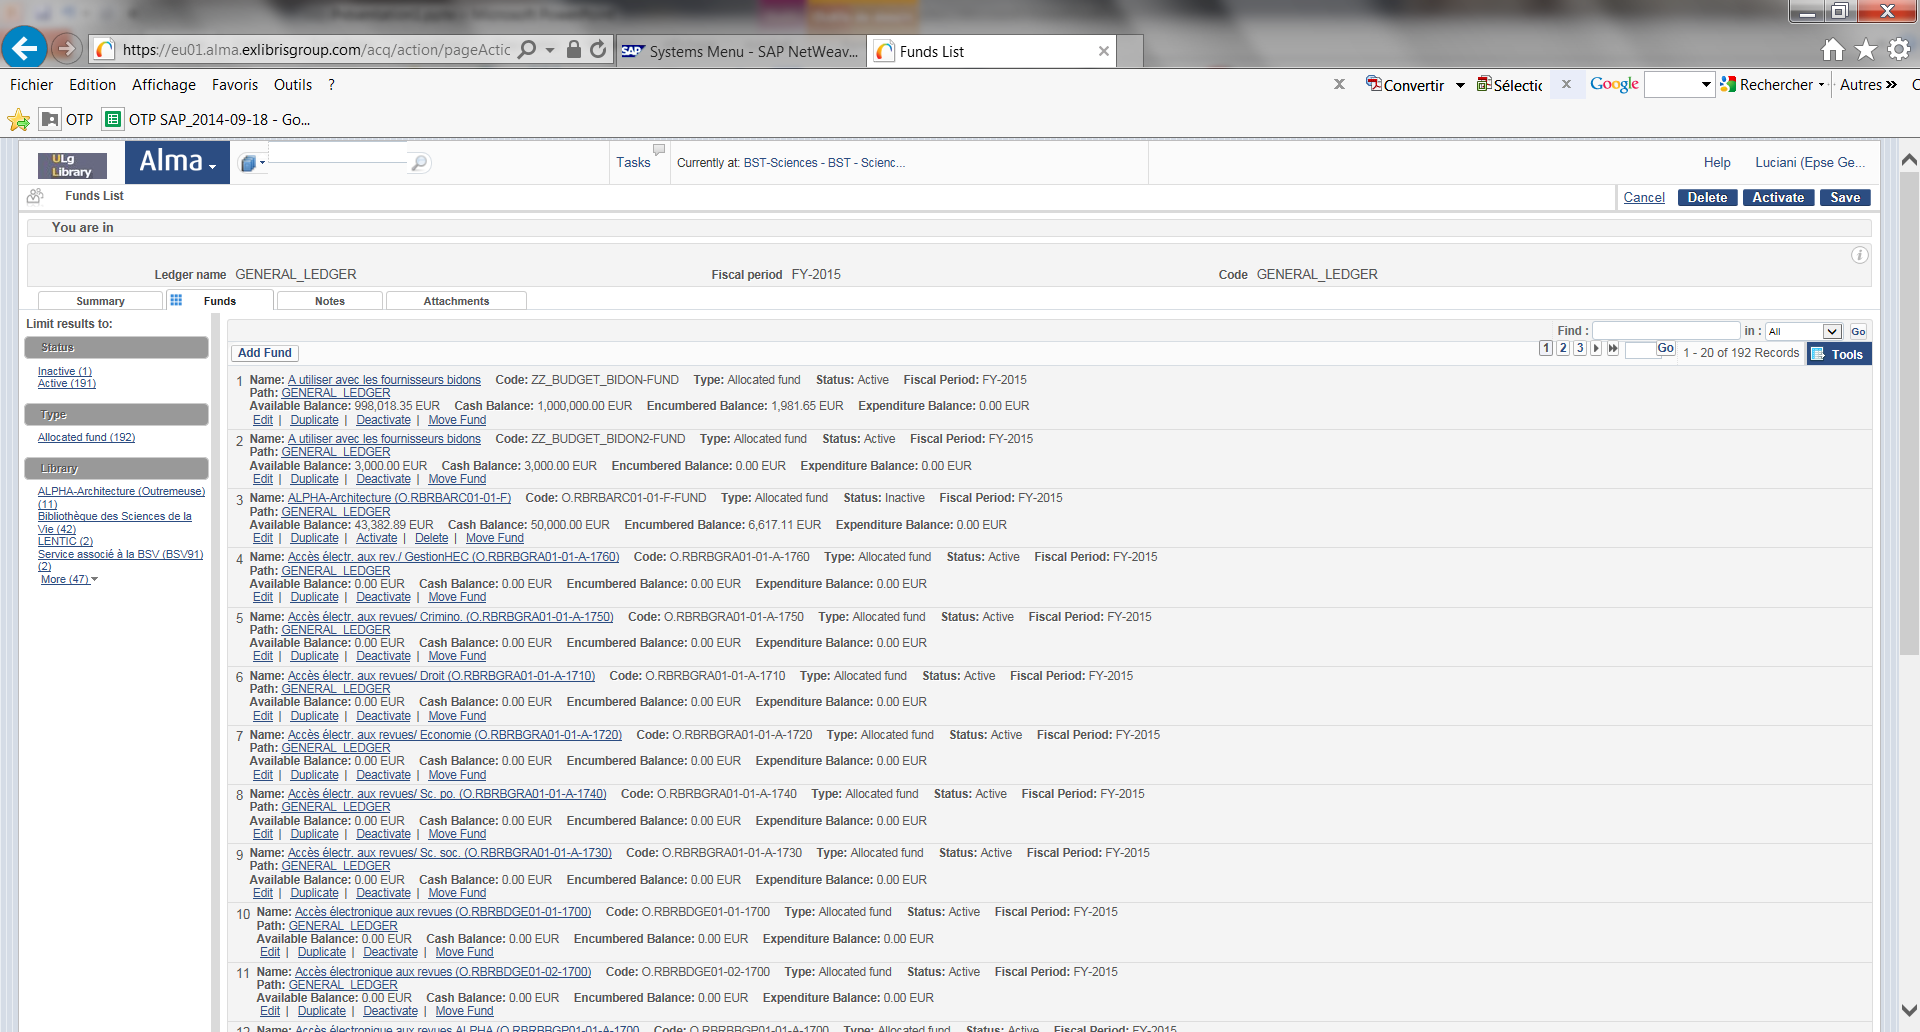 https://eu01.alma.exlibrisgroup.com/acq/action/pageActic
SAP Systems Menu - SAP NetWeav...
Funds List
Fichier Edition Affichage Favoris Outils ?
Convertir Sélectic Google Rechercher Autres »
OTP OTP SAP_2014-09-18 - Go...
ULg Library
Alma
Tasks
Currently at: BST-Sciences - BST - Scienc...
Help Luciani (Epse Ge...
Funds List
Cancel Delete Activate Save
You are in
Ledger name GENERAL_LEDGER Fiscal period FY-2015 Code GENERAL_LEDGER
Summary Funds Notes Attachments
Limit results to:
Status
Inactive (1)
Active (191)
Type
Allocated fund (192)
Library
ALPHA-Architecture (Outremeuse)
(11)
Bibliothèque des Sciences de la
Vie (42)
LENTIC (2)
Service associé à la BSV (BSV91)
(2)
More (47)
Find : in : All Go
Add Fund
1 2 3 Go 1 - 20 of 192 Records Tools
1 Name: A utiliser avec les fournisseurs bidons Code: ZZ_BUDGET_BIDON-FUND Type: Allocated fund Status: Active Fiscal Period: FY-2015
Path: GENERAL_LEDGER
Available Balance: 998,018.35 EUR Cash Balance: 1,000,000.00 EUR Encumbered Balance: 1,981.65 EUR Expenditure Balance: 0.00 EUR
Edit | Duplicate | Deactivate | Move Fund
2 Name: A utiliser avec les fournisseurs bidons Code: ZZ_BUDGET_BIDON2-FUND Type: Allocated fund Status: Active Fiscal Period: FY-2015
Path: GENERAL_LEDGER
Available Balance: 3,000.00 EUR Cash Balance: 3,000.00 EUR Encumbered Balance: 0.00 EUR Expenditure Balance: 0.00 EUR
Edit | Duplicate | Deactivate | Move Fund
3 Name: ALPHA-Architecture (O.RBRBARC01-01-F) Code: O.RBRBARC01-01-F-FUND Type: Allocated fund Status: Inactive Fiscal Period: FY-2015
Path: GENERAL_LEDGER
Available Balance: 43,382.89 EUR Cash Balance: 50,000.00 EUR Encumbered Balance: 6,617.11 EUR Expenditure Balance: 0.00 EUR
Edit | Duplicate | Activate | Delete | Move Fund
4 Name: Accès électr. aux rev./ GestionHEC (O.RBRBGRA01-01-A-1760) Code: O.RBRBGRA01-01-A-1760 Type: Allocated fund Status: Active Fiscal Period: FY-2015
Path: GENERAL_LEDGER
Available Balance: 0.00 EUR Cash Balance: 0.00 EUR Encumbered Balance: 0.00 EUR Expenditure Balance: 0.00 EUR
Edit | Duplicate | Deactivate | Move Fund
5 Name: Accès électr. aux revues/ Crimino. (O.RBRBGRA01-01-A-1750) Code: O.RBRBGRA01-01-A-1750 Type: Allocated fund Status: Active Fiscal Period: FY-2015
Path: GENERAL_LEDGER
Available Balance: 0.00 EUR Cash Balance: 0.00 EUR Encumbered Balance: 0.00 EUR Expenditure Balance: 0.00 EUR
Edit | Duplicate | Deactivate | Move Fund
6 Name: Accès électr. aux revues/ Droit (O.RBRBGRA01-01-A-1710) Code: O.RBRBGRA01-01-A-1710 Type: Allocated fund Status: Active Fiscal Period: FY-2015
Path: GENERAL_LEDGER
Available Balance: 0.00 EUR Cash Balance: 0.00 EUR Encumbered Balance: 0.00 EUR Expenditure Balance: 0.00 EUR
Edit | Duplicate | Deactivate | Move Fund
7 Name: Accès électr. aux revues/ Economie (O.RBRBGRA01-01-A-1720) Code: O.RBRBGRA01-01-A-1720 Type: Allocated fund Status: Active Fiscal Period: FY-2015
Path: GENERAL_LEDGER
Available Balance: 0.00 EUR Cash Balance: 0.00 EUR Encumbered Balance: 0.00 EUR Expenditure Balance: 0.00 EUR
Edit | Duplicate | Deactivate | Move Fund
8 Name: Accès électr. aux revues/ Sc. po. (O.RBRBGRA01-01-A-1740) Code: O.RBRBGRA01-01-A-1740 Type: Allocated fund Status: Active Fiscal Period: FY-2015
Path: GENERAL_LEDGER
Available Balance: 0.00 EUR Cash Balance: 0.00 EUR Encumbered Balance: 0.00 EUR Expenditure Balance: 0.00 EUR
Edit | Duplicate | Deactivate | Move Fund
9 Name: Accès électr. aux revues/ Sc. soc. (O.RBRBGRA01-01-A-1730) Code: O.RBRBGRA01-01-A-1730 Type: Allocated fund Status: Active Fiscal Period: FY-2015
Path: GENERAL_LEDGER
Available Balance: 0.00 EUR Cash Balance: 0.00 EUR Encumbered Balance: 0.00 EUR Expenditure Balance: 0.00 EUR
Edit | Duplicate | Deactivate | Move Fund
10 Name: Accès électronique aux revues (O.RBRBDGE01-01-1700) Code: O.RBRBDGE01-01-1700 Type: Allocated fund Status: Active Fiscal Period: FY-2015
Path: GENERAL_LEDGER
Available Balance: 0.00 EUR Cash Balance: 0.00 EUR Encumbered Balance: 0.00 EUR Expenditure Balance: 0.00 EUR
Edit | Duplicate | Deactivate | Move Fund
11 Name: Accès électronique aux revues (O.RBRBDGE01-02-1700) Code: O.RBRBDGE01-02-1700 Type: Allocated fund Status: Active Fiscal Period: FY-2015
Path: GENERAL_LEDGER
Available Balance: 0.00 EUR Cash Balance: 0.00 EUR Encumbered Balance: 0.00 EUR Expenditure Balance: 0.00 EUR
Edit | Duplicate | Deactivate | Move Fund
12 Name: Accès électronique aux revues ALPHA (O.RBRBBGP01-01-A-1700 Code: O.RBRBBGP01-01-A-1700 Type: Allocated fund Status: Active Fiscal Period: FY-2015